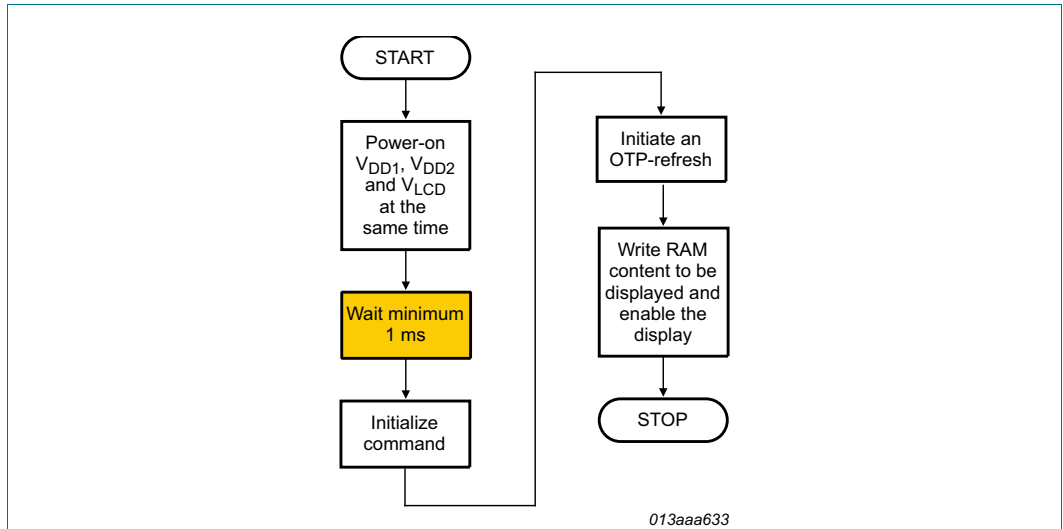 START
Power-on
VDD1, VDD2
and VLCD
at the
same time
Wait minimum
1 ms
Initialize
command
Initiate an
OTP-refresh
Write RAM
content to be
displayed and
enable the
display
STOP
013aaa633